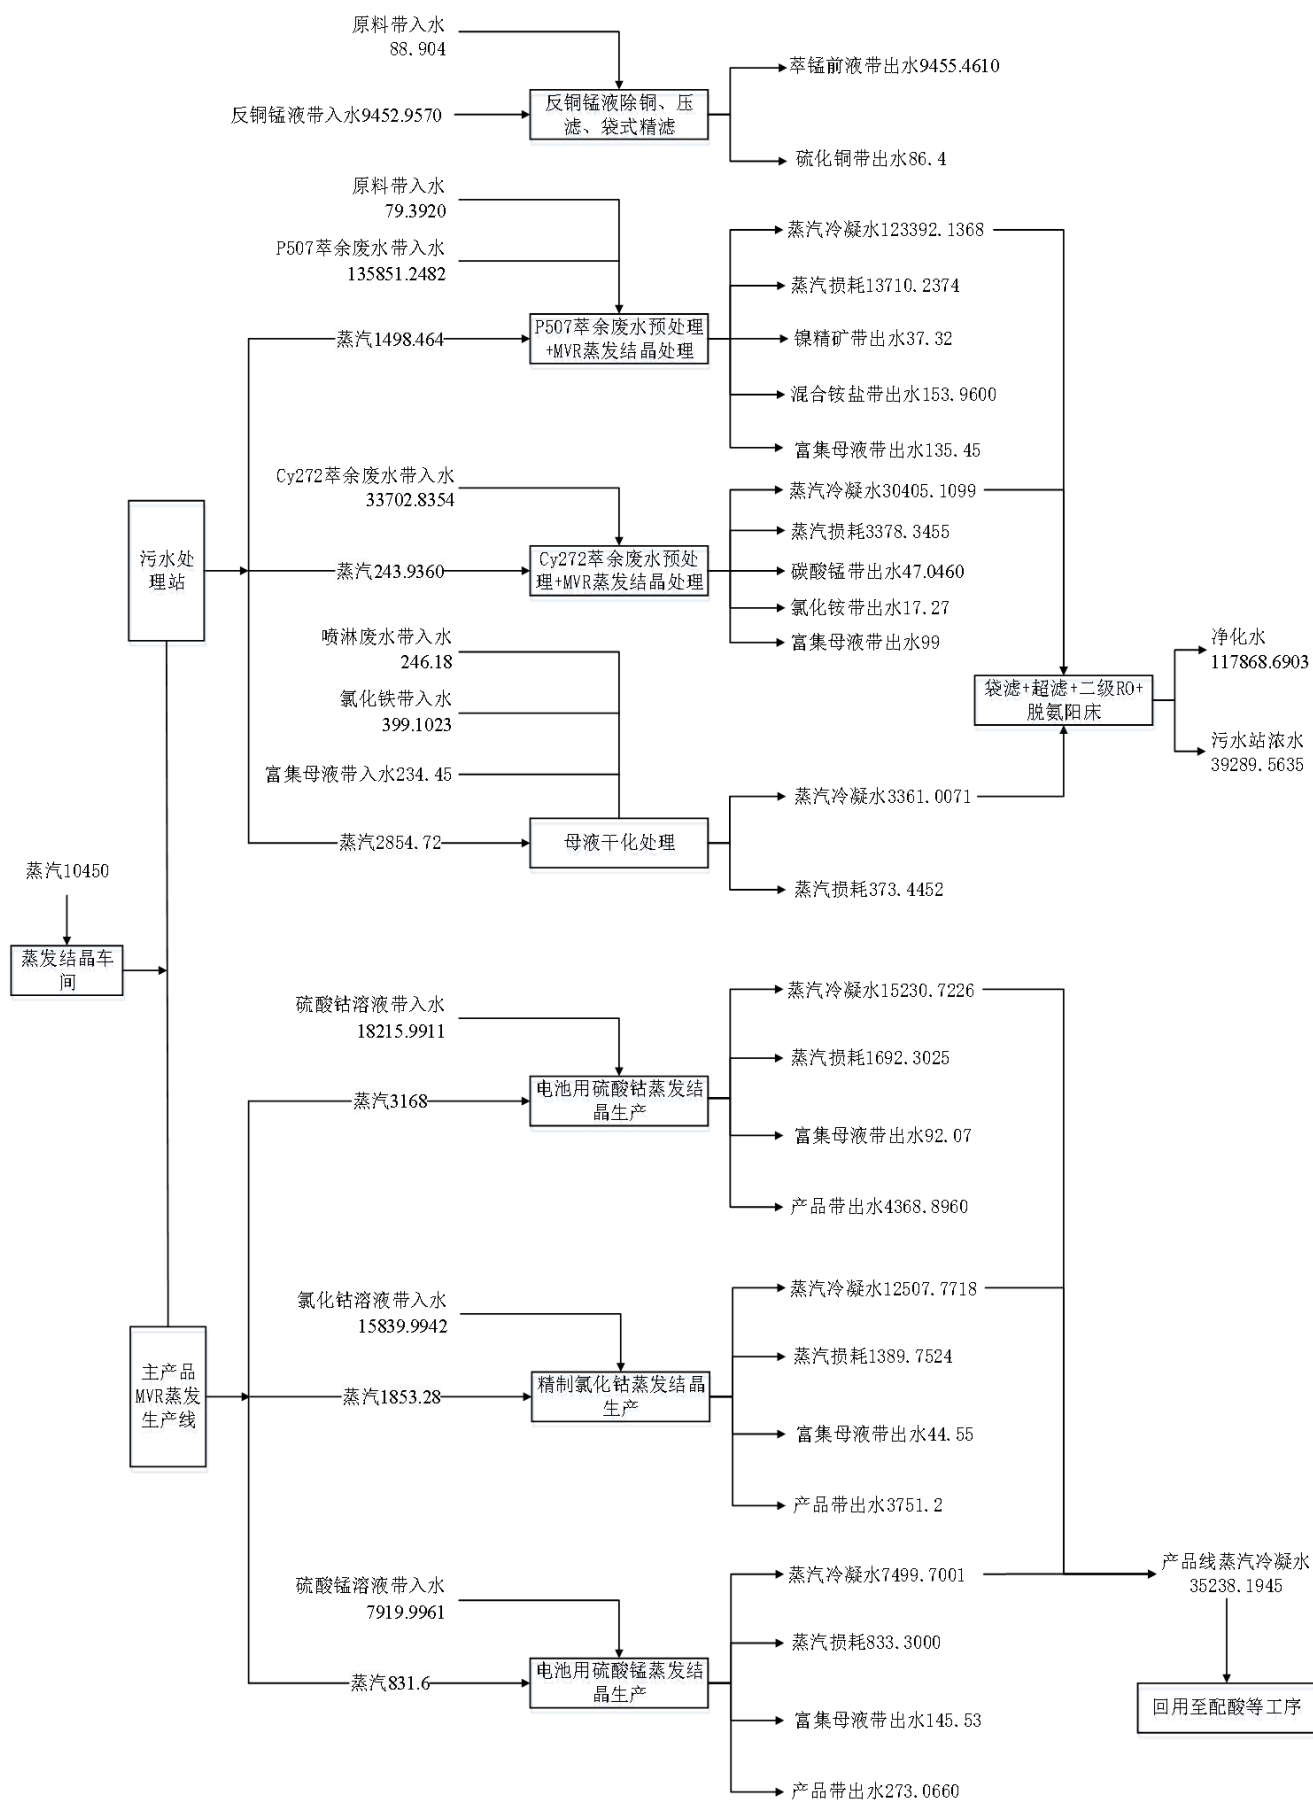 原料带入水
88.904
反铜锰液带入水9452.9570
反铜锰液除铜、压
滤、袋式精滤
萃锰前液带出水9455.4610
硫化铜带出水86.4
原料带入水
79.3920
P507萃余废水带入水
135851.2482
蒸汽1498.464
P507萃余废水预处理
+MVR蒸发结晶处理
蒸汽冷凝水123392.1368
蒸汽损耗13710.2374
镍精矿带出水37.32
混合铵盐带出水153.9600
富集母液带出水135.45
Cy272萃余废水带入水
33702.8354
污水处
理站
蒸汽243.9360
Cy272萃余废水预处
理+MVR蒸发结晶处理
蒸汽冷凝水30405.1099
蒸汽损耗3378.3455
碳酸锰带出水47.0460
氯化铵带出水17.27
富集母液带出水99
喷淋废水带入水
246.18
氯化铁带入水
399.1023
富集母液带入水234.45
蒸汽2854.72
母液干化处理
蒸汽冷凝水3361.0071
蒸汽损耗373.4452
袋滤+超滤+二级RO+
脱氨阳床
净化水
117868.6903
污水站浓水
39289.5635
蒸汽10450
蒸发结晶车
间
硫酸钴溶液带入水
18215.9911
蒸汽3168
电池用硫酸钴蒸发结
晶生产
蒸汽冷凝水15230.7226
蒸汽损耗1692.3025
富集母液带出水92.07
产品带出水4368.8960
氯化钴溶液带入水
15839.9942
主产品
MVR蒸发
生产线
蒸汽1853.28
精制氯化钴蒸发结晶
生产
蒸汽冷凝水12507.7718
蒸汽损耗1389.7524
富集母液带出水44.55
产品带出水3751.2
硫酸锰溶液带入水
7919.9961
蒸汽831.6
电池用硫酸锰蒸发结
晶生产
蒸汽冷凝水7499.7001
蒸汽损耗833.3000
富集母液带出水145.53
产品带出水273.0660
产品线蒸汽冷凝水
35238.1945
回用至配酸等工序